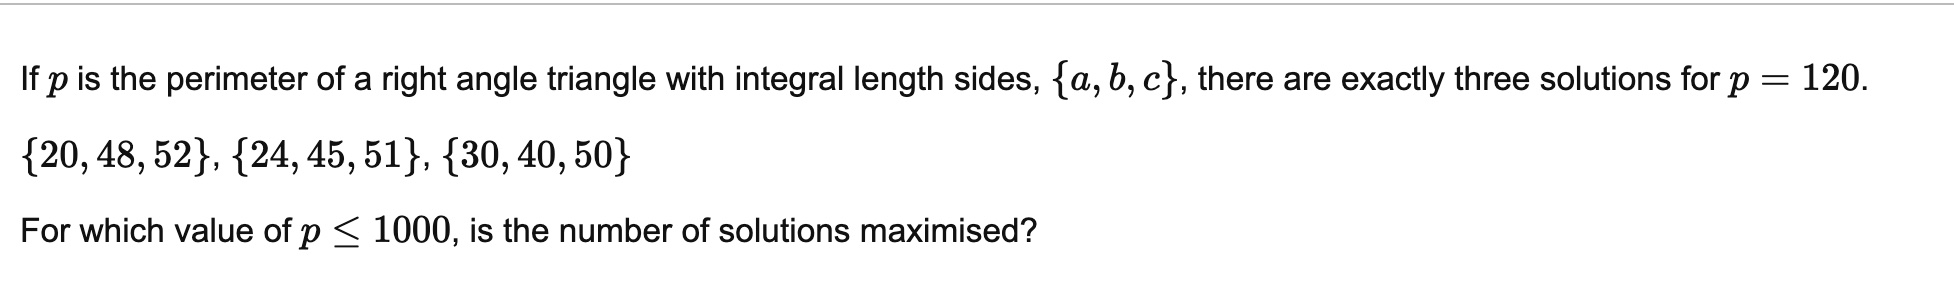 If p is the perimeter of a right angle triangle with integral length sides, {a, b, c}, there are exactly three solutions for p = 120.
{20, 48, 52}, {24, 45, 51}, {30, 40, 50}
For which value of p ≤ 1000, is the number of solutions maximised?